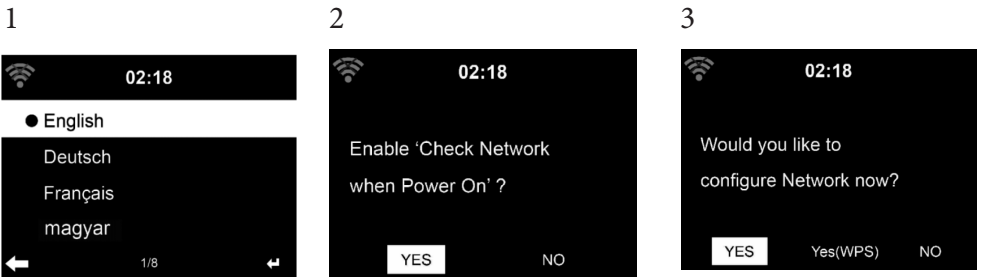 1
02:18
English
Deutsch
Français
magyar
1/8
2
02:18
Enable ‘Check Network
when Power On’ ?
YES NO
3
02:18
Would you like to
configure Network now?
YES Yes(WPS) NO